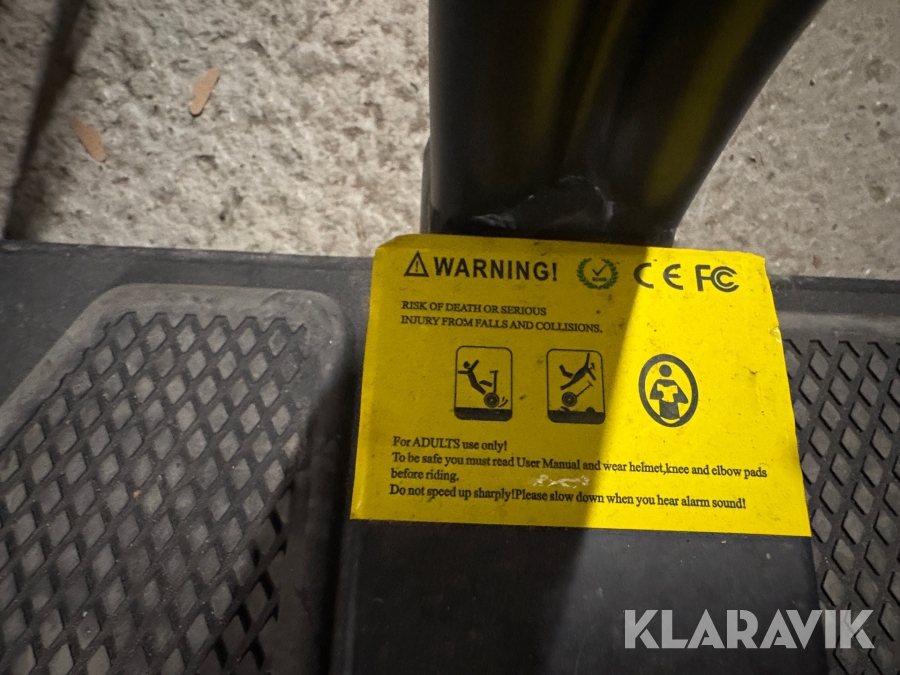 WARNING! CE FC
RISK OF DEATH OR SERIOUS
INJURY FROM FALLS AND COLLISIONS.
For ADULTS use only!
To be safe you must read User Manual and wear helmet,knee and elbow pads
before riding.
Do not speed up sharply!Please slow down when you hear alarm sound!
KLARAVIK